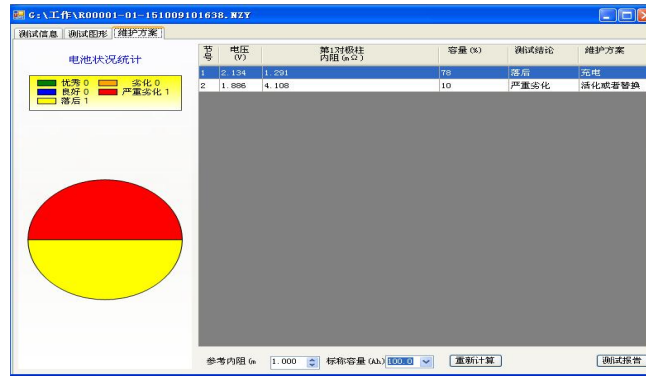 G:\工作\R00001-01-151009101638.NZY
测试信息 测试图形 维护方案
电池状况统计
优秀 0 劣化 0
良好 0 严重劣化 1
落后 1
节号 电压(V) 第1对极柱内阻(mΩ) 容量(%) 测试结论 维护方案
1 2.134 1.291 78 落后 充电
2 1.886 4.108 10 严重劣化 活化或者替换
参考内阻(m 1.000 标称容量(Ah) 100.0 重新计算 测试报告